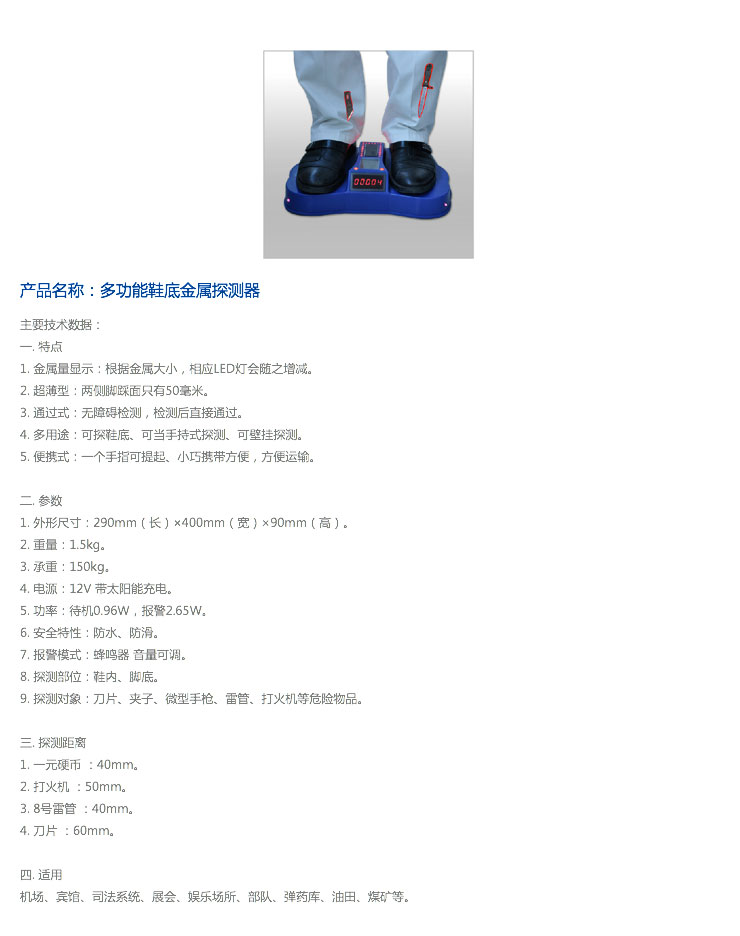 00004
产品名称：多功能鞋底金属探测器
主要技术数据：
一. 特点
1. 金属量显示：根据金属大小，相应LED灯会随之增减。
2. 超薄型：两侧脚踩面只有50毫米。
3. 通过式：无障碍检测，检测后直接通过。
4. 多用途：可探鞋底、可当手持式探测、可壁挂探测。
5. 便携式：一个手指可提起、小巧携带方便，方便运输。
二. 参数
1. 外形尺寸：290mm（长）×400mm（宽）×90mm（高）。
2. 重量：1.5kg。
3. 承重：150kg。
4. 电源：12V 带太阳能充电。
5. 功率：待机0.96W，报警2.65W。
6. 安全特性：防水、防滑。
7. 报警模式：蜂鸣器 音量可调。
8. 探测部位：鞋内、脚底。
9. 探测对象：刀片、夹子、微型手枪、雷管、打火机等危险物品。
三. 探测距离
1. 一元硬币 ：40mm。
2. 打火机 ：50mm。
3. 8号雷管 ：40mm。
4. 刀片 ：60mm。
四. 适用
机场、宾馆、司法系统、展会、娱乐场所、部队、弹药库、油田、煤矿等。